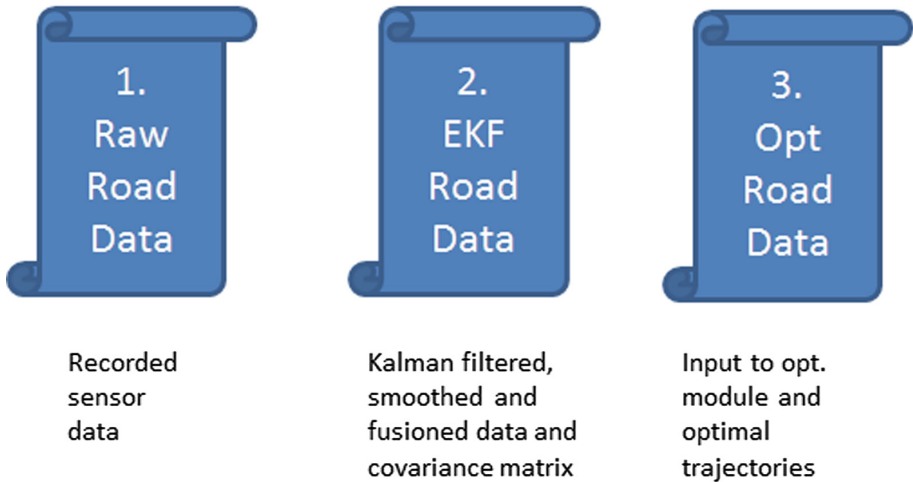 1.
Raw
Road
Data
2.
EKF
Road
Data
3.
Opt
Road
Data
Recorded
sensor
data
Kalman filtered,
smoothed and
fusioned data and
covariance matrix
Input to opt.
module and
optimal
trajectories